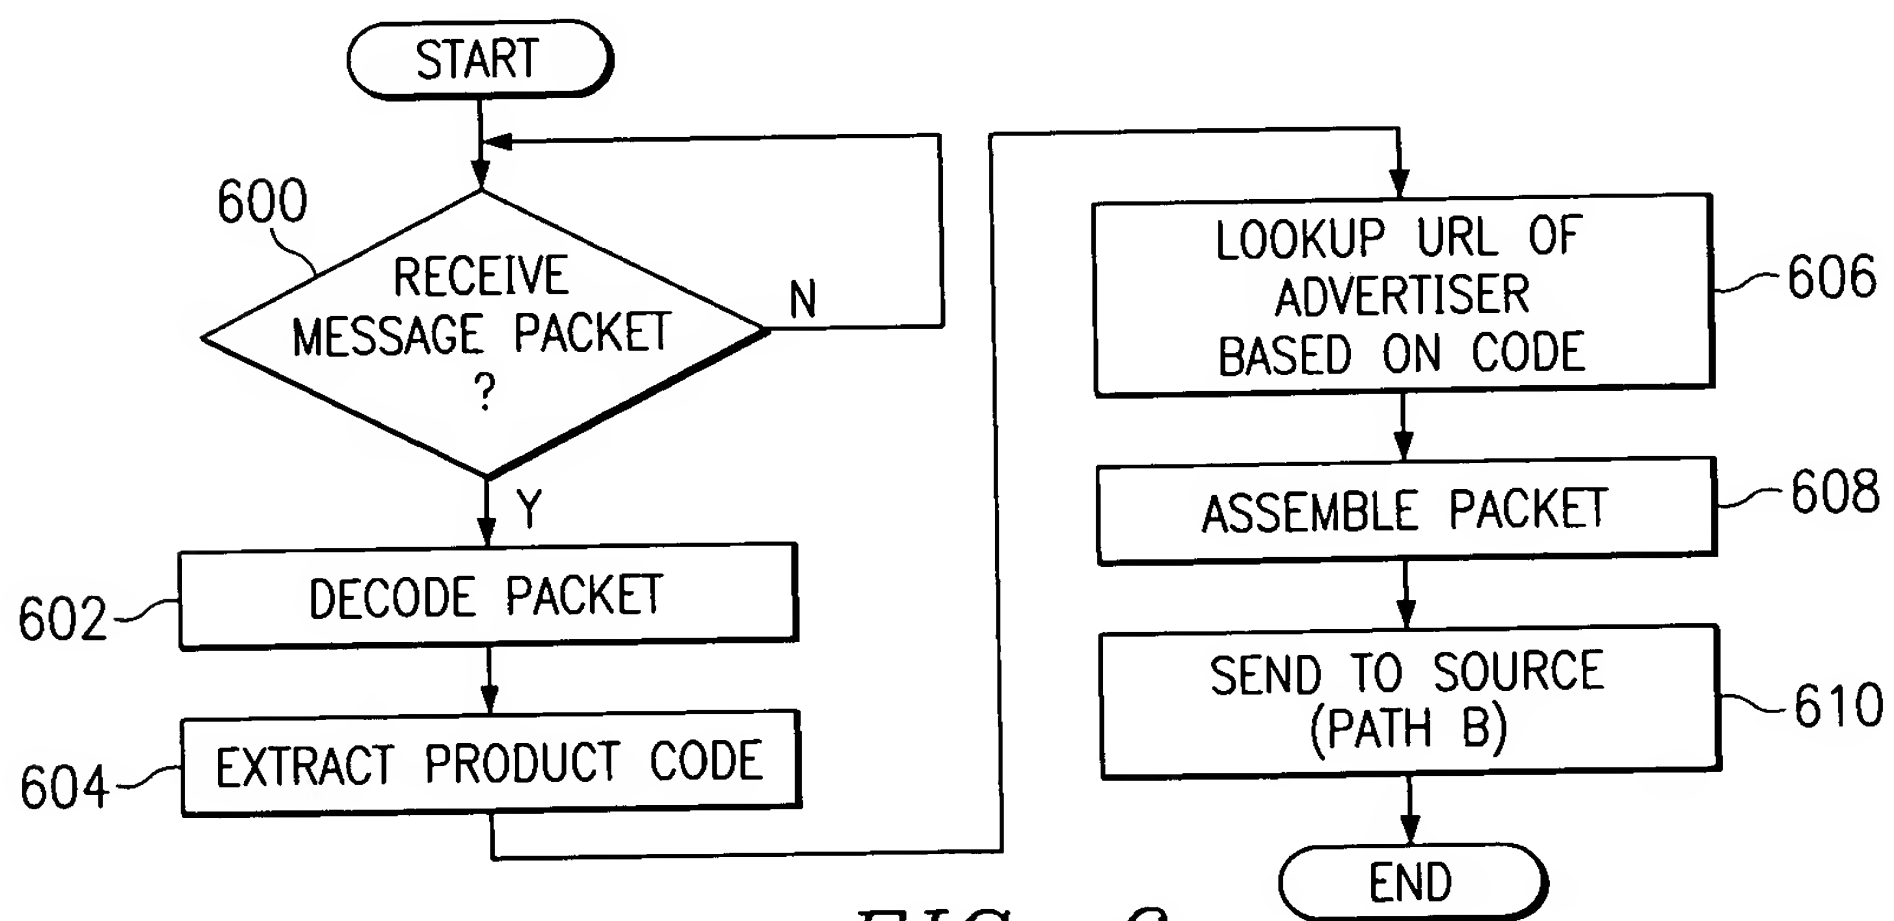 START
600
RECEIVE
MESSAGE PACKET
?
N
Y
602
DECODE PACKET
604
EXTRACT PRODUCT CODE
LOOKUP URL OF
ADVERTISER
BASED ON CODE
606
ASSEMBLE PACKET
608
SEND TO SOURCE
(PATH B)
610
END